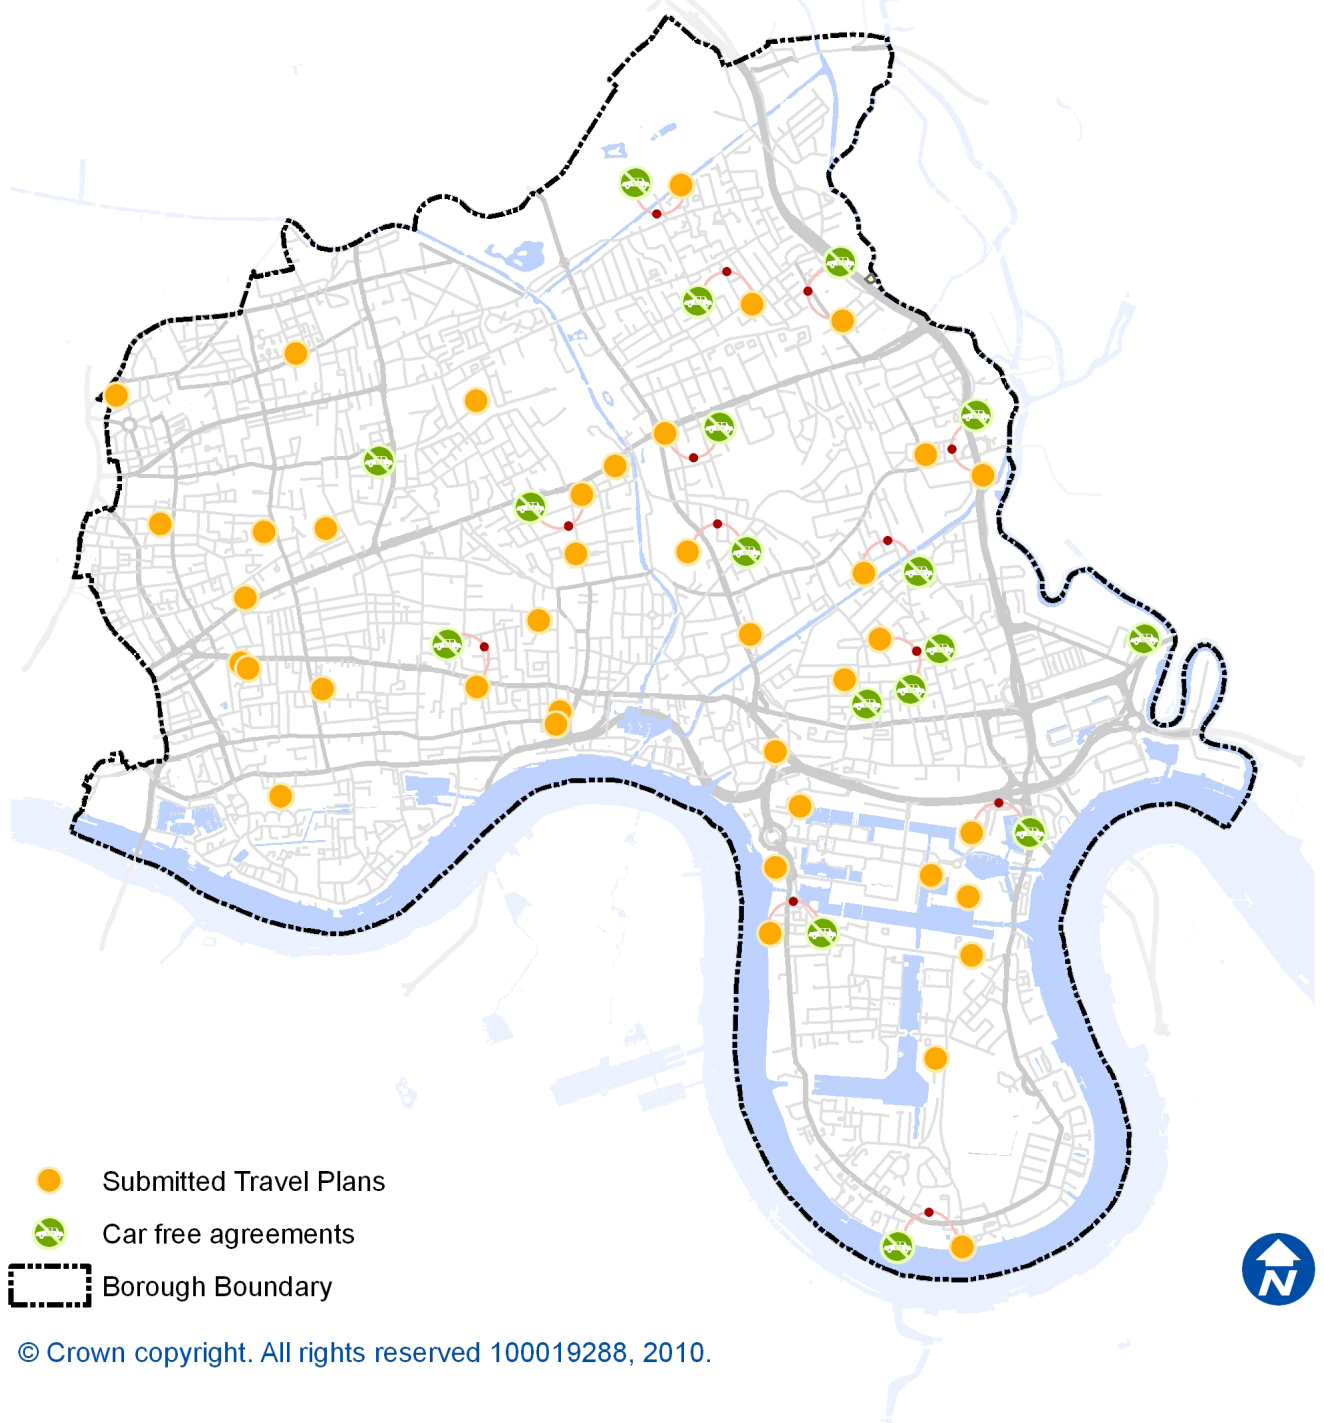 Submitted Travel Plans
Car free agreements
Borough Boundary
N
© Crown copyright. All rights reserved 100019288, 2010.